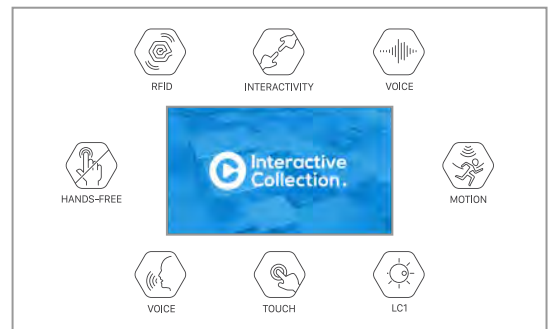 RFID
INTERACTIVITY
VOICE
Interactive
Collection.
HANDS-FREE
MOTION
VOICE
TOUCH
LC1